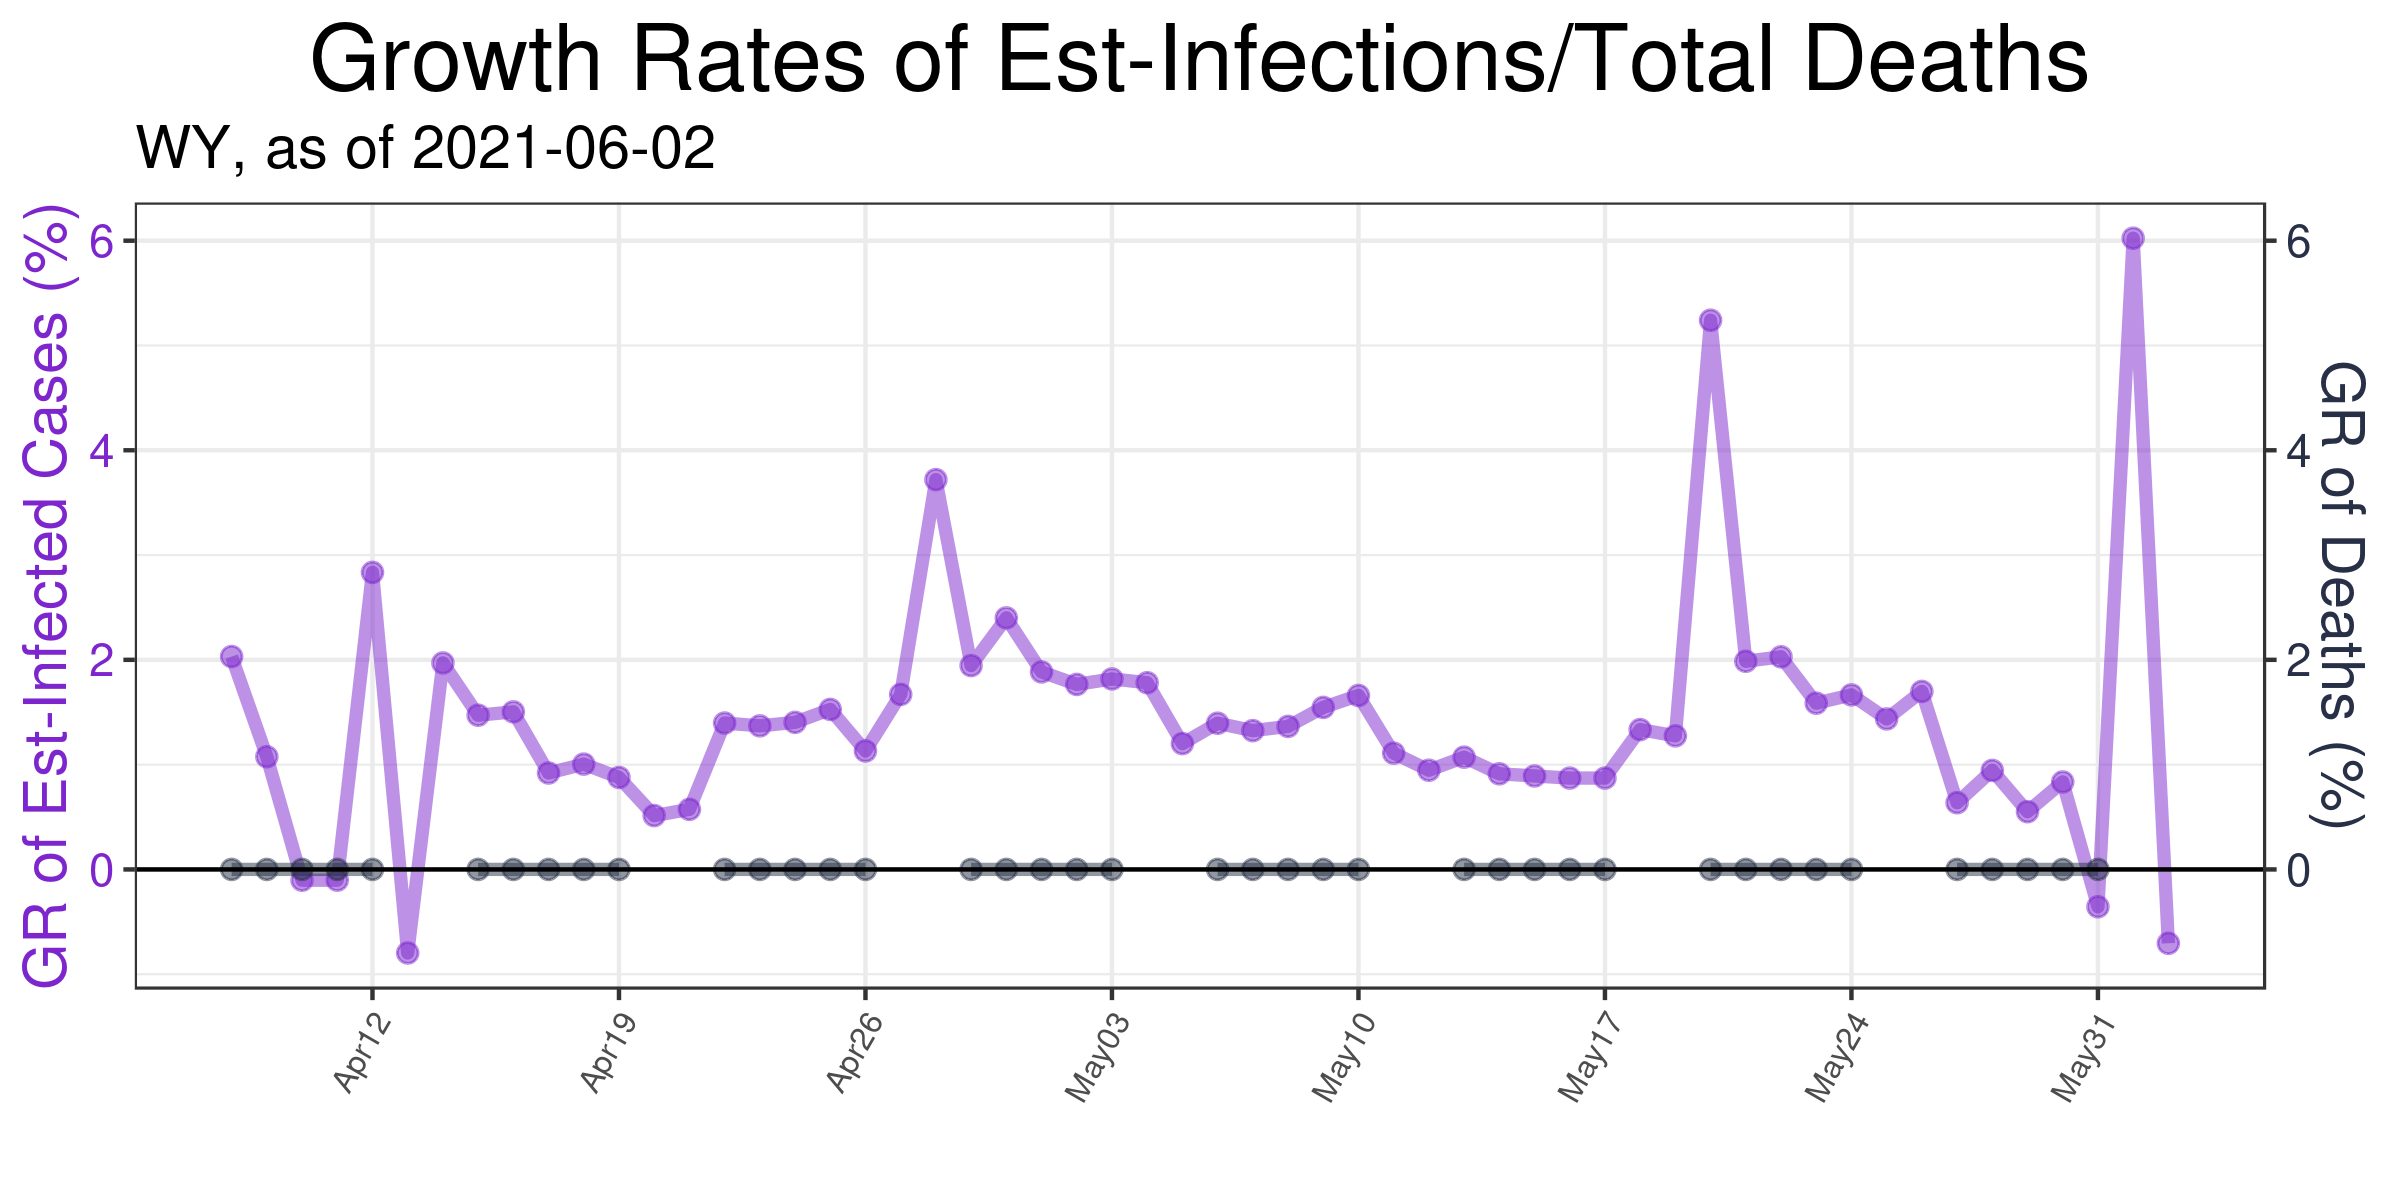 Growth Rates of Est-Infections/Total Deaths
WY, as of 2021-06-02
GR of Est-Infected Cases (%)
6
4
2
0
6
4
2
0
GR of Deaths (%)
Apr12
Apr19
Apr26
May03
May10
May17
May24
May31